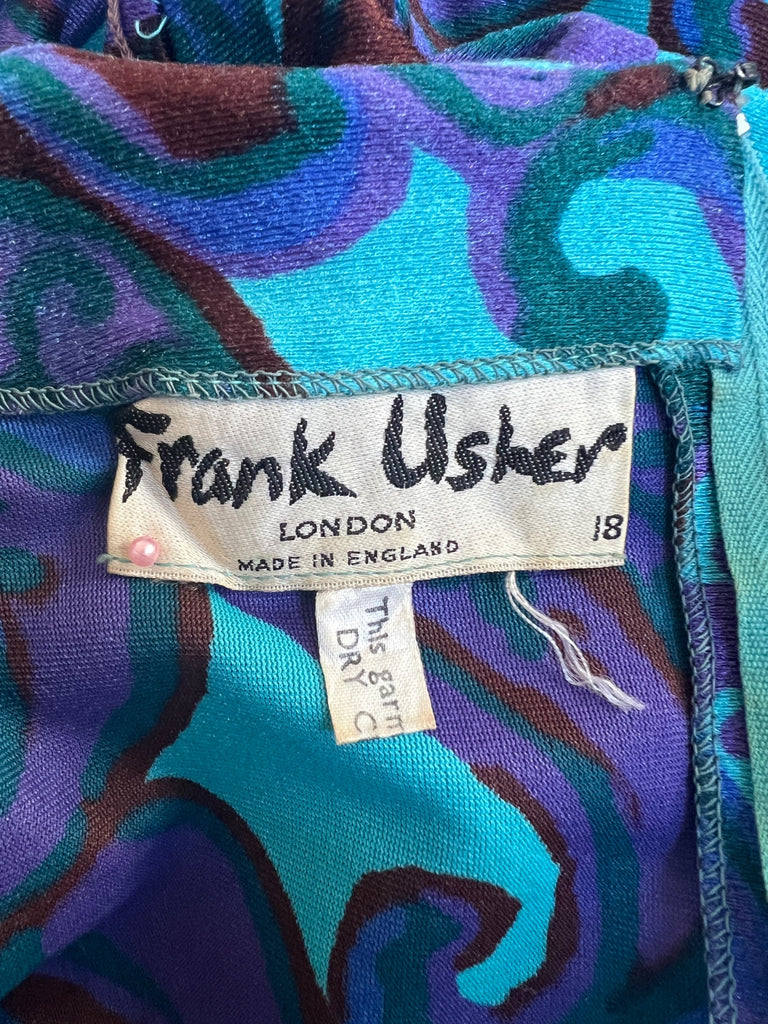 Frank Usher
LONDON
18
MADE IN ENGLAND
This garm
DRY C